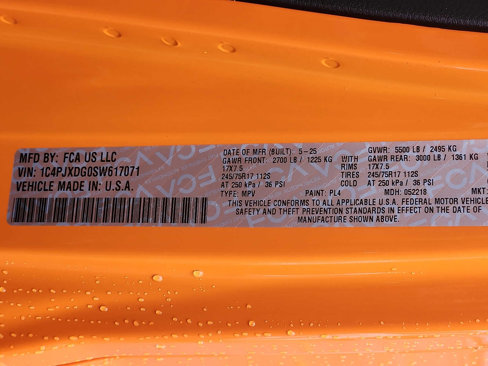 MFD BY: FCA US LLC
VIN: 1C4PJXDG0SW617071
VEHICLE MADE IN: U.S.A.
DATE OF MFR (BUILT): 5-25 GVWR: 5500 LB / 2495 KG
GAWR FRONT: 2700 LB / 1225 KG WITH GAWR REAR: 3000 LB / 1361 KG
17X7.5 RIMS 17X7.5
245/75R17 112S TIRES 245/75R17 112S
AT 250 kPa / 36 PSI COLD AT 250 kPa / 36 PSI
TYPE: MPV PAINT: PL4 MDH: 052218 MKT:
THIS VEHICLE CONFORMS TO ALL APPLICABLE U.S.A. FEDERAL MOTOR VEHICLE
SAFETY AND THEFT PREVENTION STANDARDS IN EFFECT ON THE DATE OF
MANUFACTURE SHOWN ABOVE.